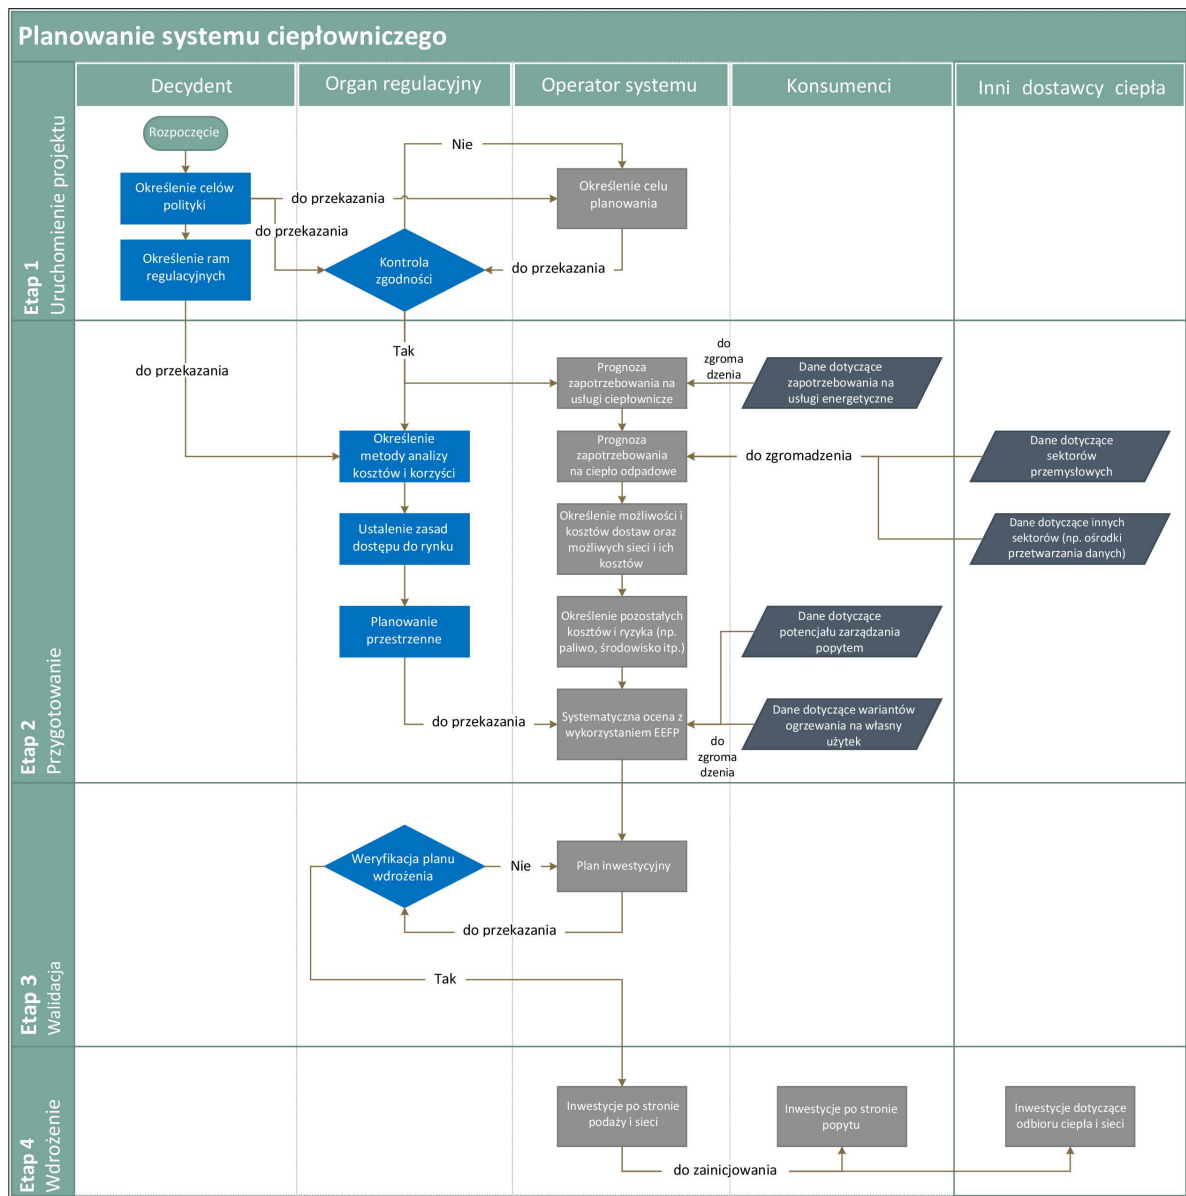 Planowanie systemu ciepłowniczego
Decydent
Organ regulacyjny
Operator systemu
Konsumenci
Inni dostawcy ciepła
Etap 1
Uruchomienie projektu
Rozpoczęcie
Nie
Określenie celów
polityki
do przekazania
Określenie celu
planowania
do przekazania
Określenie ram
regulacyjnych
Kontrola
zgodności
do przekazania
Etap 2
Przygotowanie
Tak
do przekazania
Prognoza
zapotrzebowania na
usługi ciepłownicze
do
zgroma
dzenia
Dane dotyczące
zapotrzebowania na
usługi energetyczne
Określenie
metody analizy
kosztów i korzyści
Prognoza
zapotrzebowania
na ciepło odpadowe
do zgromadzenia
Dane dotyczące
sektorów
przemysłowych
Ustalenie zasad
dostępu do rynku
Określenie możliwości i
kosztów dostaw oraz
możliwych sieci i ich
kosztów
Dane dotyczące innych
sektorów (np. ośrodki
przetwarzania danych)
Planowanie
przestrzenne
Określenie pozostałych
kosztów i ryzyka (np.
paliwo, środowisko itp.)
Dane dotyczące
potencjału zarządzania
popytem
do przekazania
Systematyczna ocena z
wykorzystaniem EEFP
do
zgroma
dzenia
Dane dotyczące wariantów
ogrzewania na własny
użytek
Etap 3
Walidacja
Weryfikacja planu
wdrożenia
Nie
Plan inwestycyjny
do przekazania
Tak
Etap 4
Wdrożenie
Inwestycje po stronie
podaży i sieci
Inwestycje po stronie
popytu
Inwestycje dotyczące
odbioru ciepła i sieci
do zainicjowania